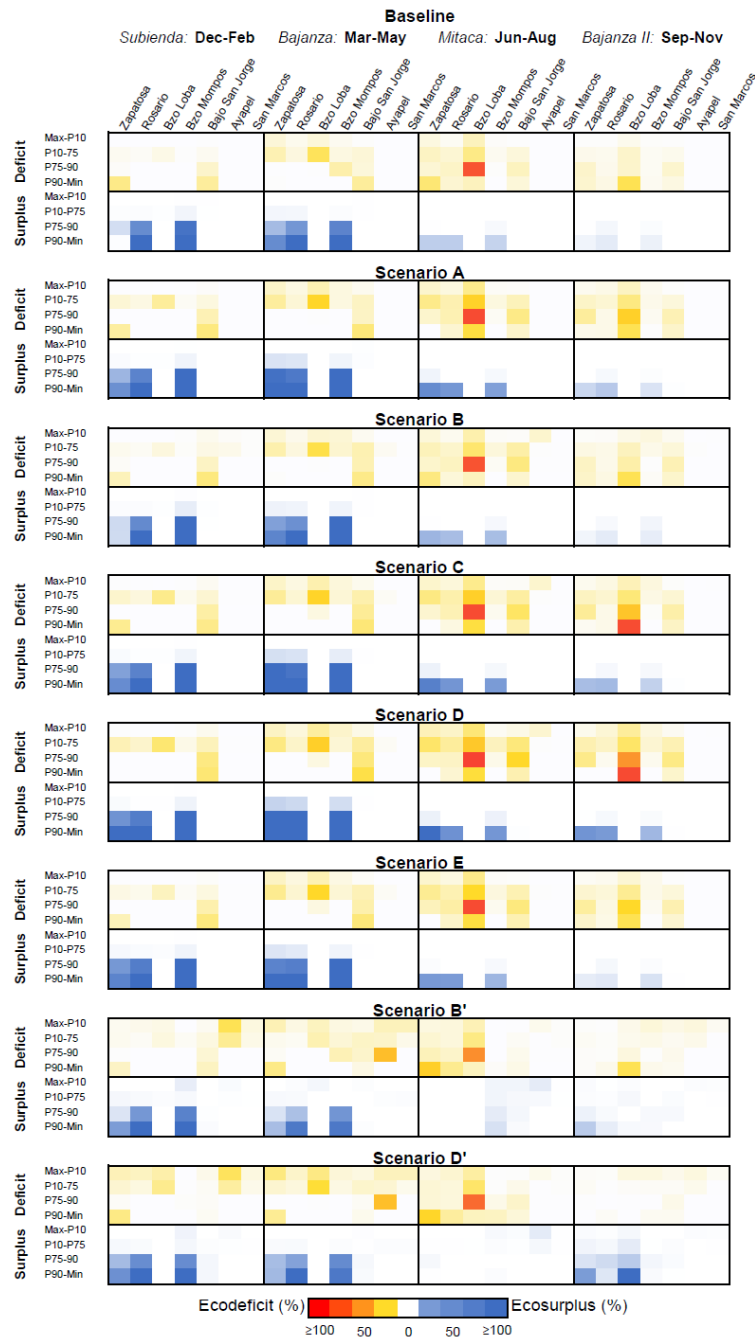 Baseline
Subienda: Dec-Feb Bajanza: Mar-May Mitaca: Jun-Aug Bajanza II: Sep-Nov
Zapatosa Rosario Bzo Loba Bzo Mompos Bajo San Jorge Ayapel San Marcos Zapatosa Rosario Bzo Loba Bzo Mompos Bajo San Jorge Ayapel San Marcos Zapatosa Rosario Bzo Loba Bzo Mompos Bajo San Jorge Ayapel San Marcos Zapatosa Rosario Bzo Loba Bzo Mompos Bajo San Jorge Ayapel San Marcos
Deficit
Max-P10
P10-75
P75-90
P90-Min
Surplus
Max-P10
P10-P75
P75-90
P90-Min
Scenario A
Deficit
Max-P10
P10-75
P75-90
P90-Min
Surplus
Max-P10
P10-P75
P75-90
P90-Min
Scenario B
Deficit
Max-P10
P10-75
P75-90
P90-Min
Surplus
Max-P10
P10-P75
P75-90
P90-Min
Scenario C
Deficit
Max-P10
P10-75
P75-90
P90-Min
Surplus
Max-P10
P10-P75
P75-90
P90-Min
Scenario D
Deficit
Max-P10
P10-75
P75-90
P90-Min
Surplus
Max-P10
P10-P75
P75-90
P90-Min
Scenario E
Deficit
Max-P10
P10-75
P75-90
P90-Min
Surplus
Max-P10
P10-P75
P75-90
P90-Min
Scenario B'
Deficit
Max-P10
P10-75
P75-90
P90-Min
Surplus
Max-P10
P10-P75
P75-90
P90-Min
Scenario D'
Deficit
Max-P10
P10-75
P75-90
P90-Min
Surplus
Max-P10
P10-P75
P75-90
P90-Min
Ecodeficit (%) Ecosurplus (%)
≥100 50 0 50 ≥100